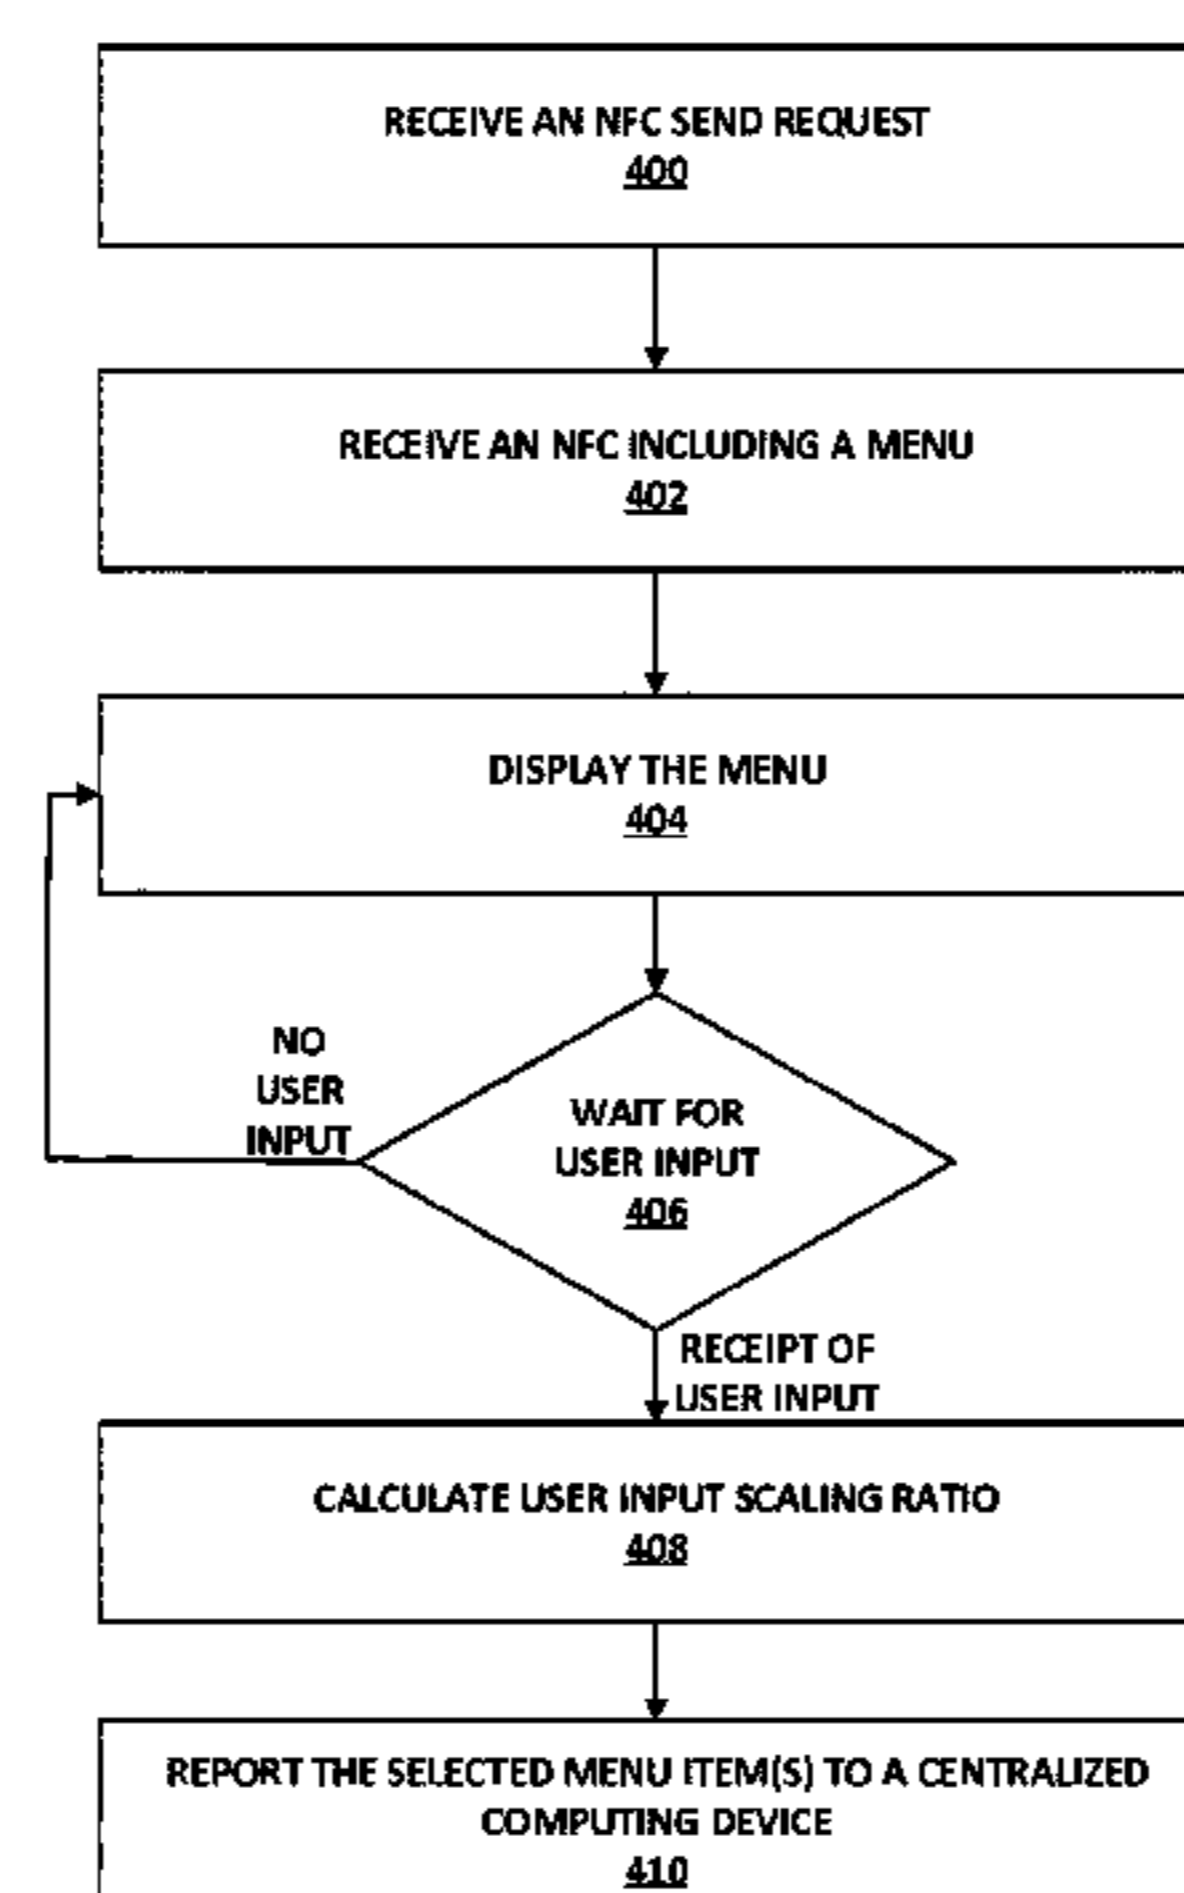 RECEIVE AN NFC SEND REQUEST
400
RECEIVE AN NFC INCLUDING A MENU
402
DISPLAY THE MENU
404
NO
USER
INPUT
WAIT FOR
USER INPUT
406
RECEIPT OF
USER INPUT
CALCULATE USER INPUT SCALING RATIO
408
REPORT THE SELECTED MENU ITEM(S) TO A CENTRALIZED
COMPUTING DEVICE
410